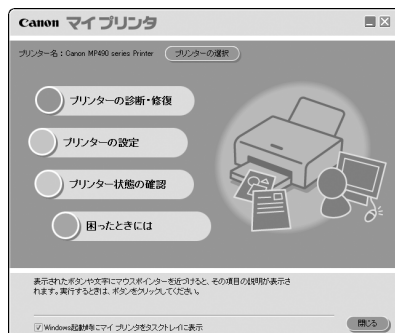 Canon マイ プリンタ
プリンター名：Canon MP490 series Printer プリンターの選択
プリンターの診断・修復
プリンターの設定
プリンター状態の確認
困ったときには
表示されたボタンや文字にマウスポインターを近づけると、その項目の説明が表示さ
れます。実行するときは、ボタンをクリックしてください。
Windows起動時にマイ プリンタをタスクトレイに表示 閉じる